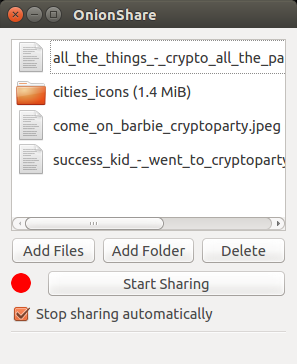 OnionShare
all_the_things_-_crypto_all_the_pa
cities_icons (1.4 MiB)
come_on_barbie_cryptoparty.jpeg
success_kid_-_went_to_cryptoparty
Add Files Add Folder Delete
Start Sharing
Stop sharing automatically